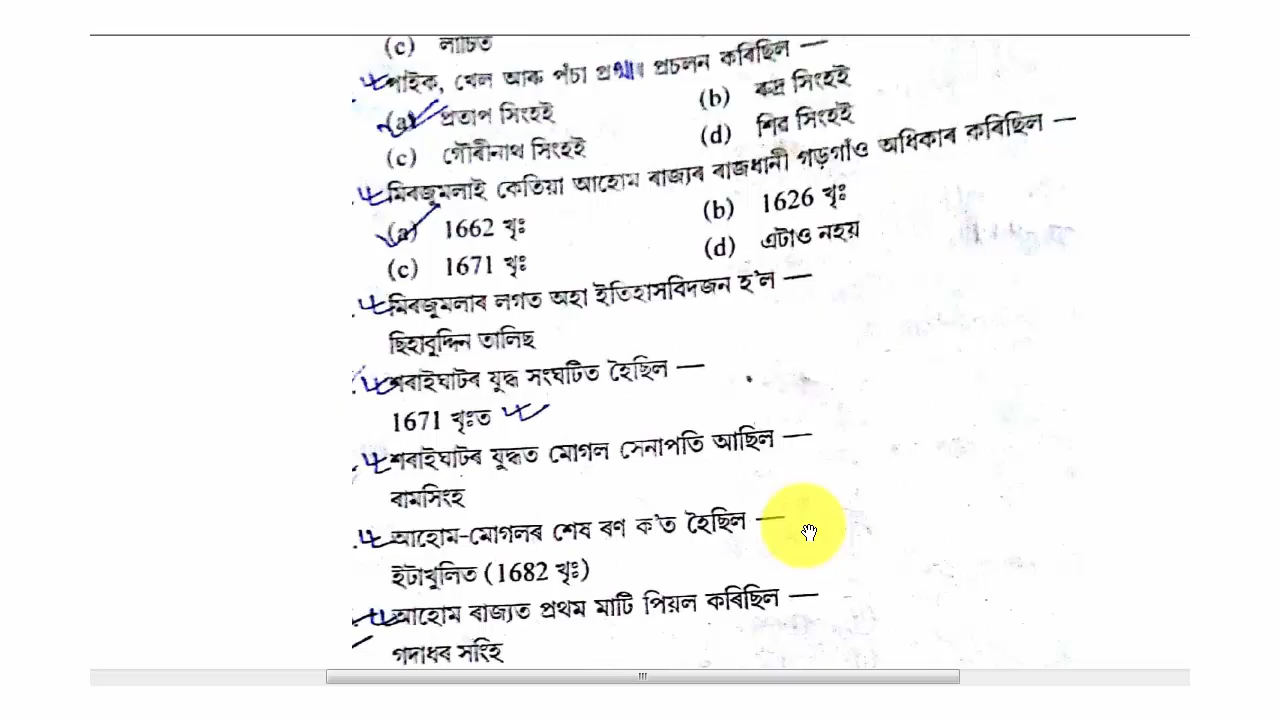 (c) লাচিত
পাইক, খেল আৰু পঁচা প্ৰথাৰ প্ৰচলন কৰিছিল —
(a) প্ৰতাপ সিংহই (b) ৰুদ্ৰ সিংহই
(c) গৌৰীনাথ সিংহই (d) শিৱ সিংহই
মিৰজুমলাই কেতিয়া আহোম ৰাজ্যৰ ৰাজধানী গড়গাঁও অধিকাৰ কৰিছিল —
(a) 1662 খৃঃ (b) 1626 খৃঃ
(c) 1671 খৃঃ (d) এটাও নহয়
মিৰজুমলাৰ লগত অহা ইতিহাসবিদজন হ'ল —
ছিহাবুদ্দিন তালিছ
শৰাইঘাটৰ যুদ্ধ সংঘটিত হৈছিল —
1671 খৃঃত
শৰাইঘাটৰ যুদ্ধত মোগল সেনাপতি আছিল —
ৰামসিংহ
আহোম-মোগলৰ শেষ ৰণ ক'ত হৈছিল —
ইটাখুলিত (1682 খৃঃ)
আহোম ৰাজ্যত প্ৰথম মাটি পিয়ল কৰিছিল —
গদাধৰ সংিহ